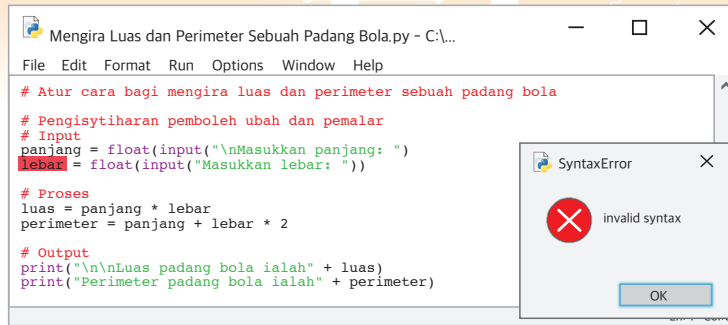 Mengira Luas dan Perimeter Sebuah Padang Bola.py – C:\...
File Edit Format Run Options Window Help
# Atur cara bagi mengira luas dan perimeter sebuah padang bola
# Pengisytiharan pemboleh ubah dan pemalar
# Input
panjang = float(input("\nMasukkan panjang: ")
lebar = float(input("Masukkan lebar: "))
# Proses
luas = panjang * lebar
perimeter = panjang + lebar * 2
# Output
print("\n\nLuas padang bola ialah" + luas)
print("Perimeter padang bola ialah" + perimeter)
SyntaxError
invalid syntax
OK